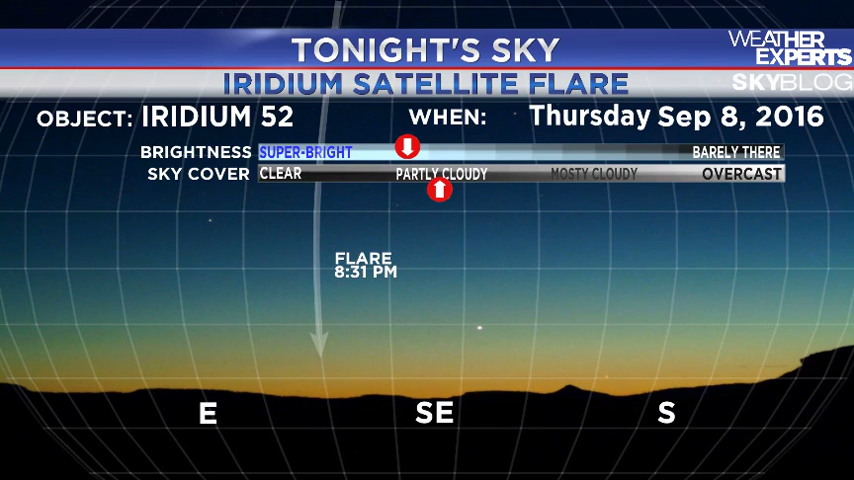 TONIGHT'S SKY
WEATHER
EXPERTS
IRIDIUM SATELLITE FLARE
SKYBLOG
OBJECT: IRIDIUM 52 WHEN: Thursday Sep 8, 2016
BRIGHTNESS SUPER-BRIGHT BARELY THERE
SKY COVER CLEAR PARTLY CLOUDY MOSTY CLOUDY OVERCAST
FLARE
8:31 PM
E SE S